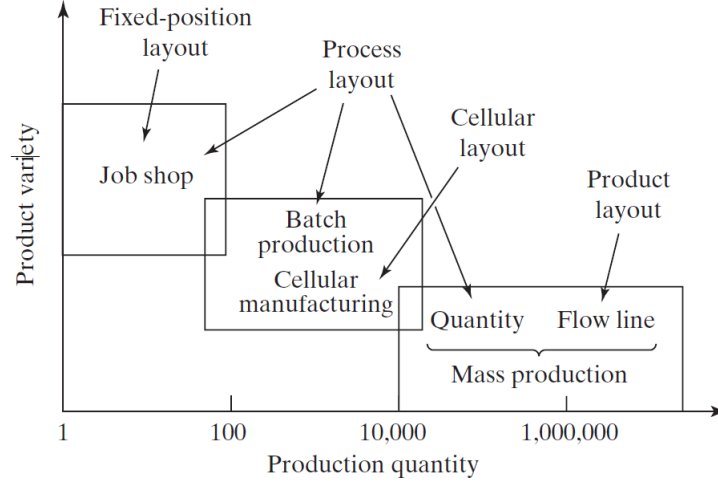 Fixed-position
layout
Process
layout
Cellular
layout
Product
layout
Product variety
Job shop
Batch
production
Cellular
manufacturing
Quantity
Flow line
Mass production
1
100
10,000
1,000,000
Production quantity